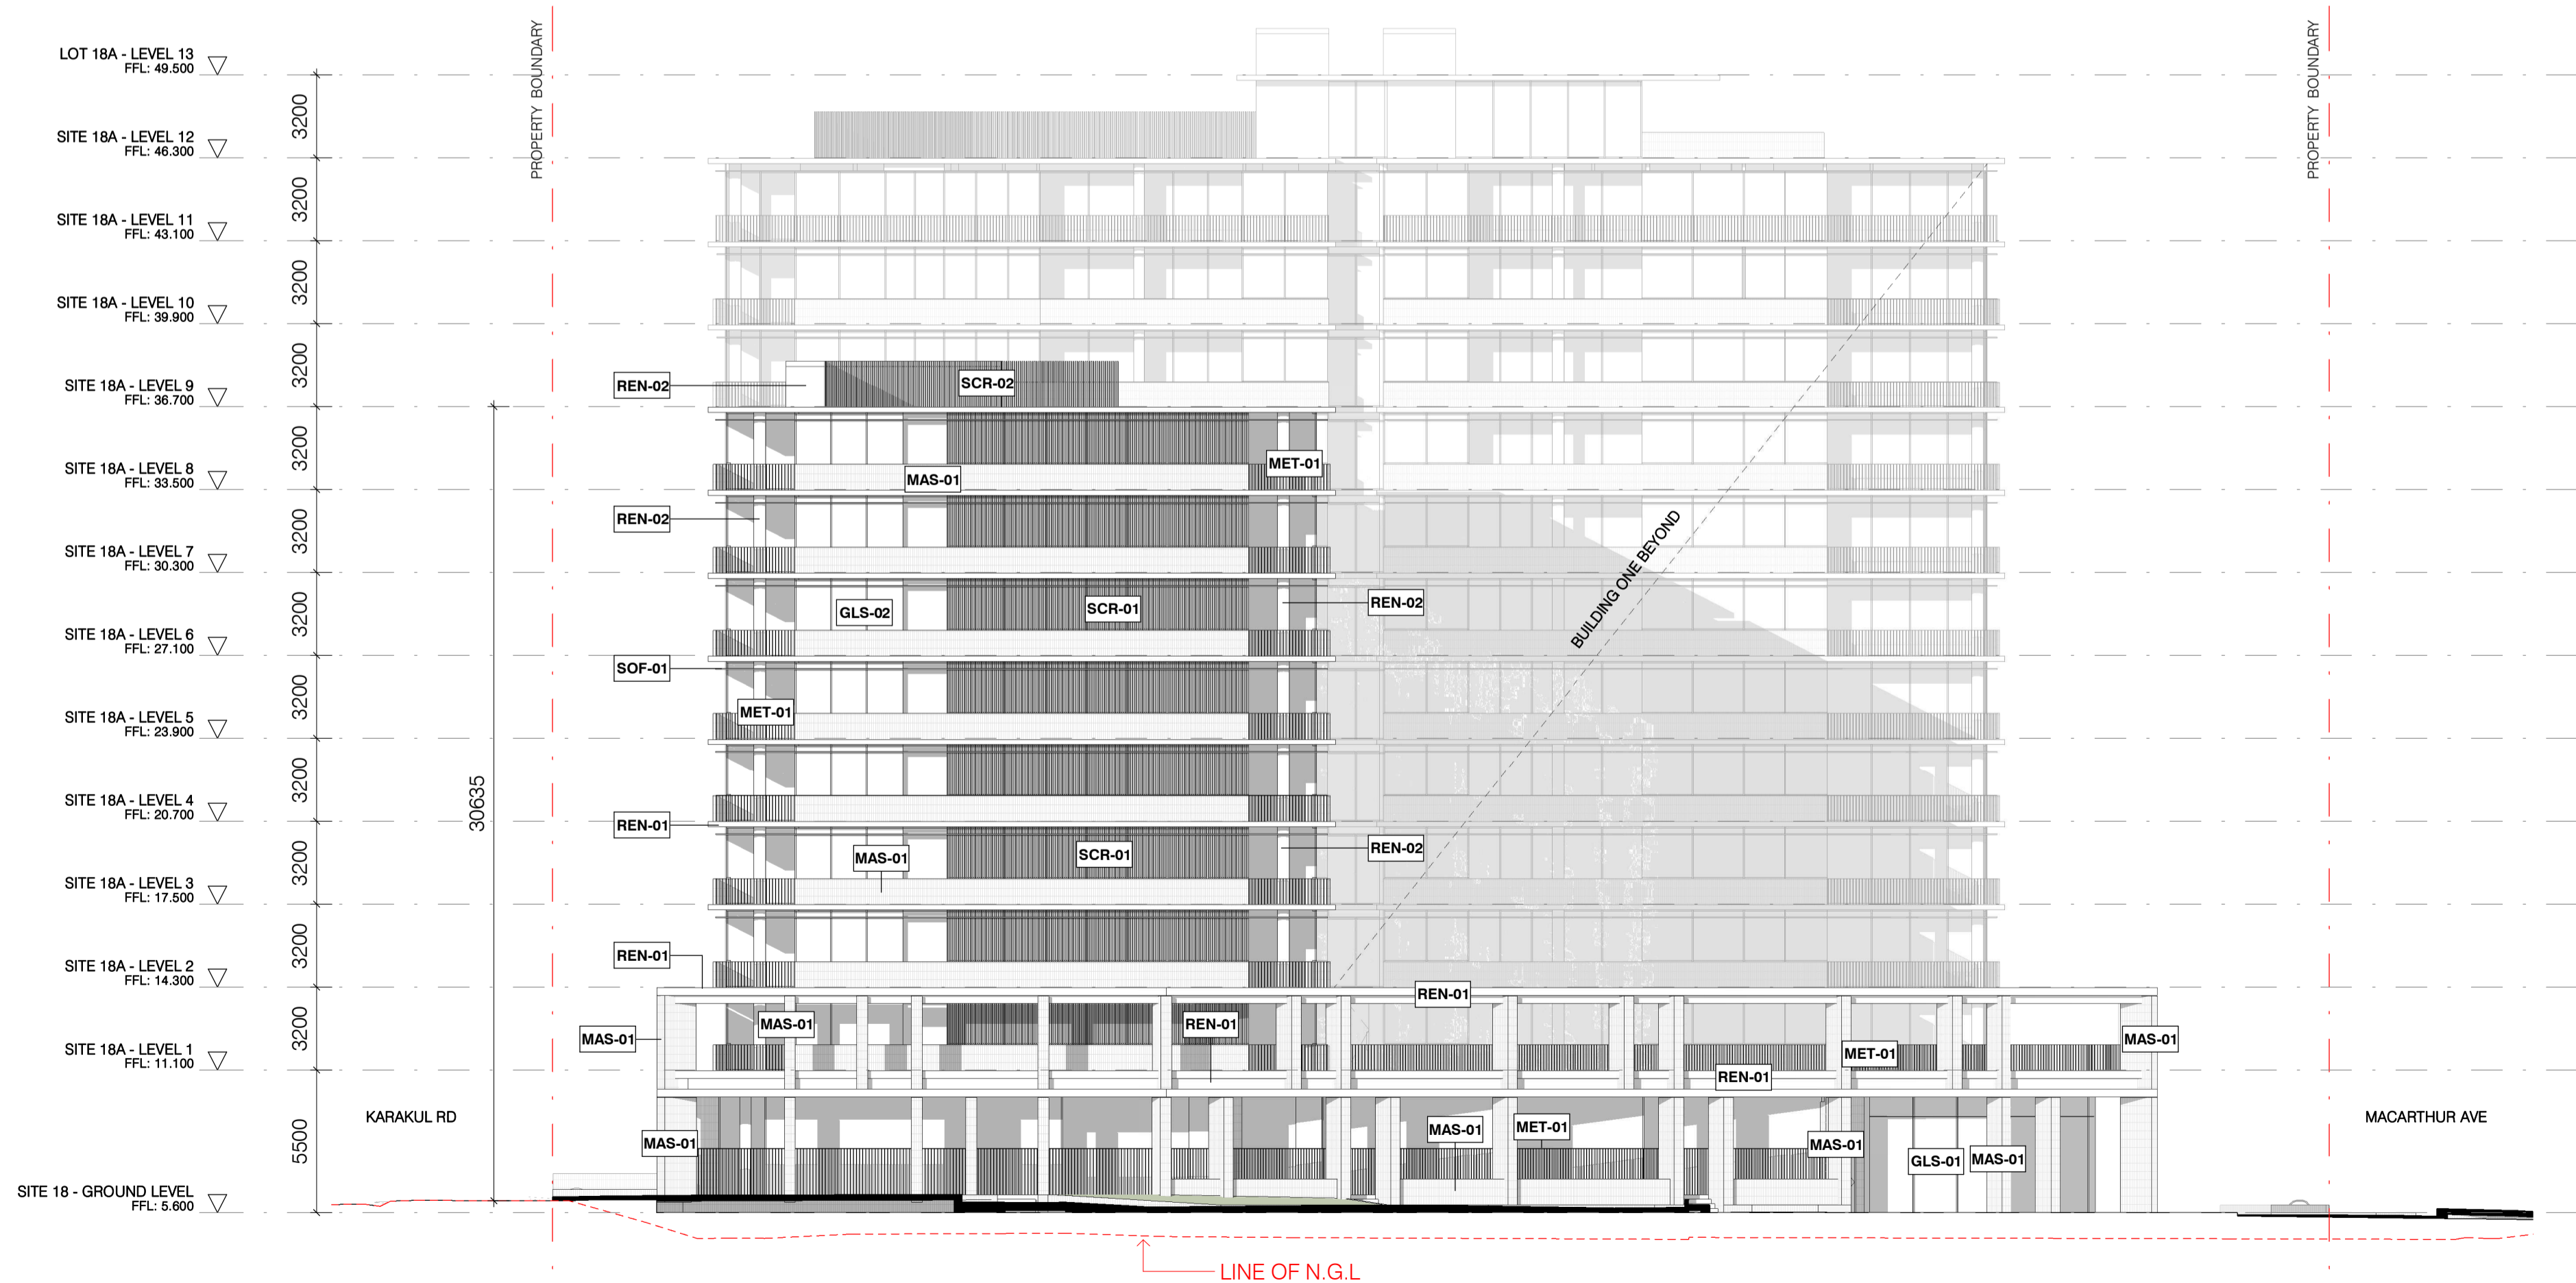 LOT 18A - LEVEL 13
FFL: 49.500
SITE 18A - LEVEL 12
FFL: 46.300
SITE 18A - LEVEL 11
FFL: 43.100
SITE 18A - LEVEL 10
FFL: 39.900
SITE 18A - LEVEL 9
FFL: 36.700
SITE 18A - LEVEL 8
FFL: 33.500
SITE 18A - LEVEL 7
FFL: 30.300
SITE 18A - LEVEL 6
FFL: 27.100
SITE 18A - LEVEL 5
FFL: 23.900
SITE 18A - LEVEL 4
FFL: 20.700
SITE 18A - LEVEL 3
FFL: 17.500
SITE 18A - LEVEL 2
FFL: 14.300
SITE 18A - LEVEL 1
FFL: 11.100
SITE 18 - GROUND LEVEL
FFL: 5.600
3200
3200
3200
3200
3200
3200
3200
3200
3200
3200
3200
3200
5500
30635
KARAKUL RD
PROPERTY BOUNDARY
PROPERTY BOUNDARY
REN-02
SCR-02
MET-01
MAS-01
REN-02
GLS-02
SCR-01
REN-02
BUILDING ONE BEYOND
SOF-01
MET-01
REN-01
MAS-01
SCR-01
REN-02
REN-01
REN-01
MAS-01
MAS-01
REN-01
MET-01
MAS-01
REN-01
MAS-01
MAS-01
MET-01
MAS-01
GLS-01
MAS-01
MACARTHUR AVE
LINE OF N.G.L